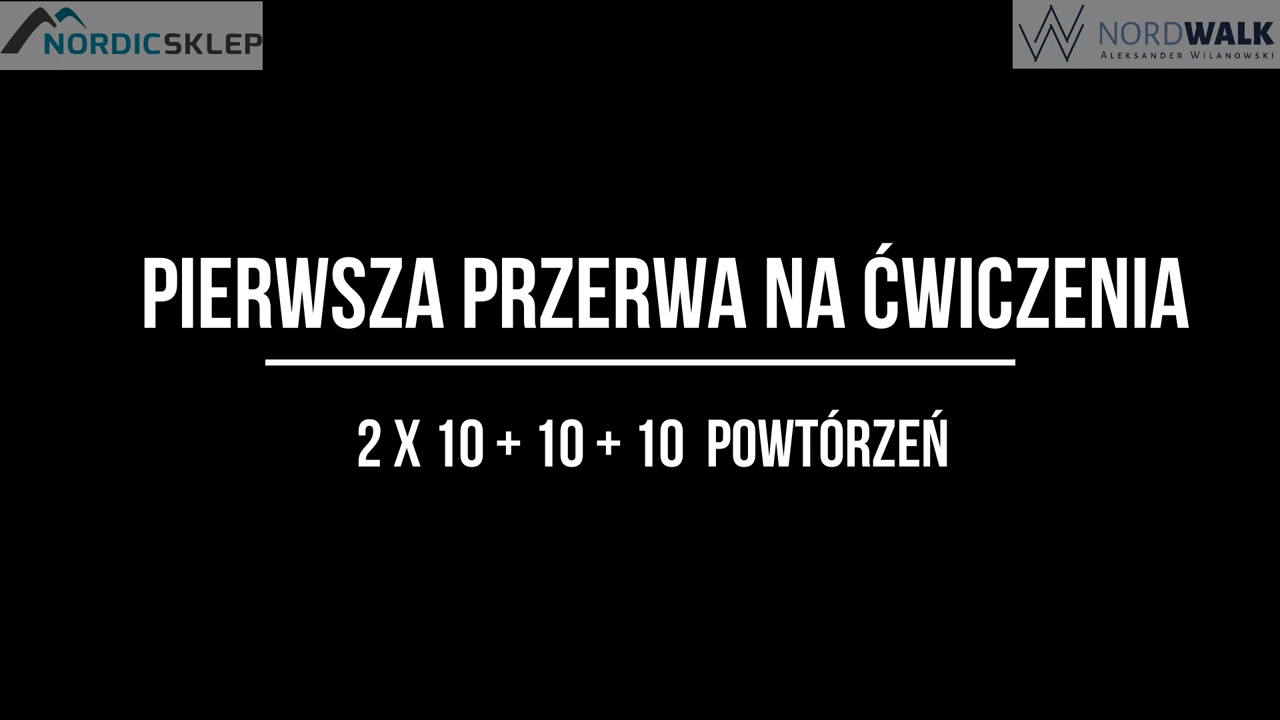 NORDICSKLEP
NORDWALK
ALEKSANDER WILANOWSKI
PIERWSZA PRZERWA NA ĆWICZENIA
2 X 10 + 10 + 10 POWTÓRZEŃ